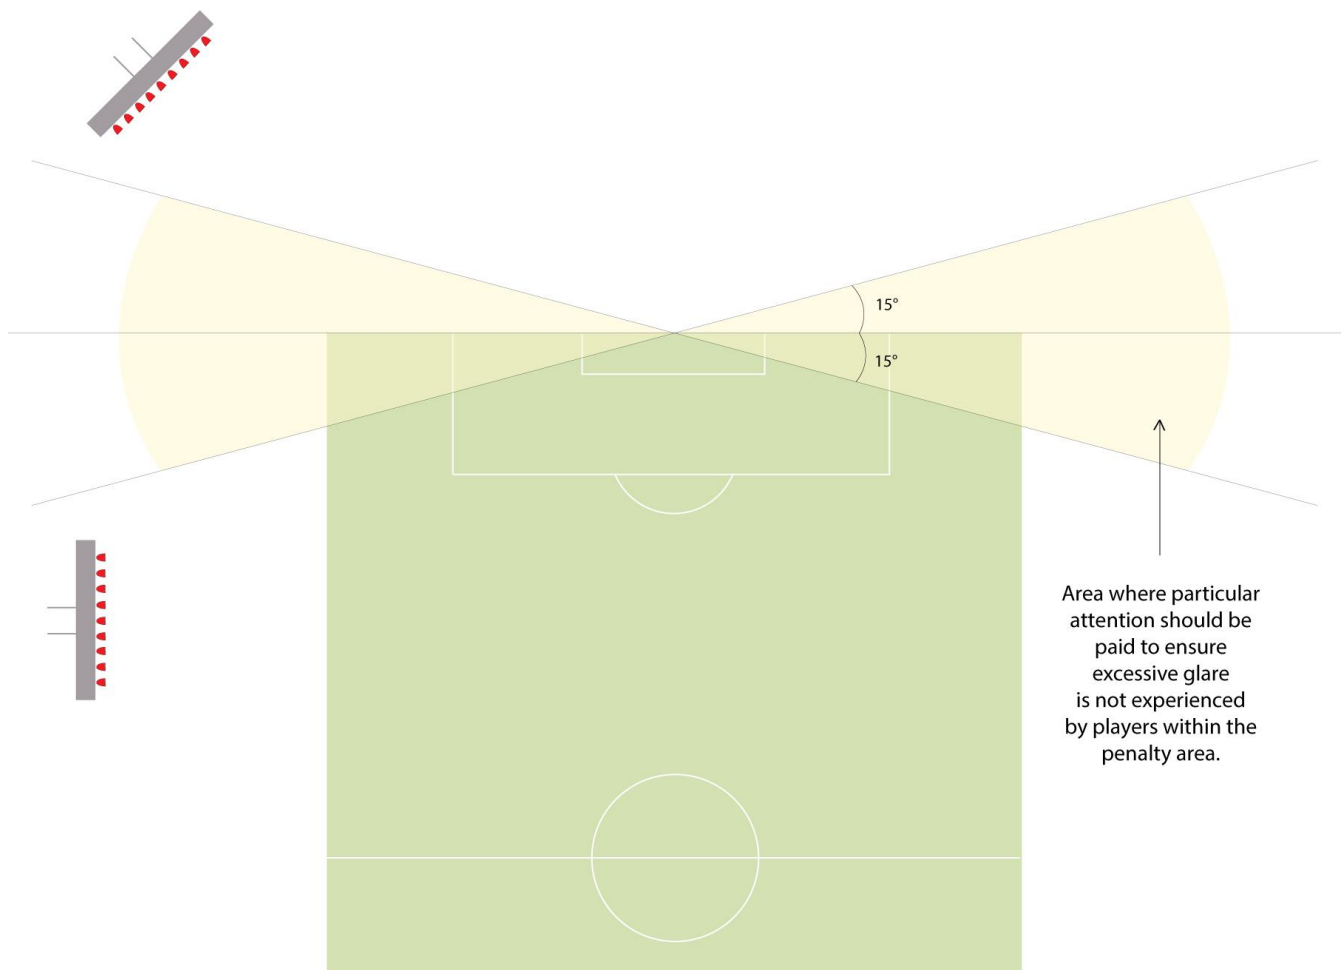 15°
15°
Area where particular
attention should be
paid to ensure
excessive glare
is not experienced
by players within the
penalty area.